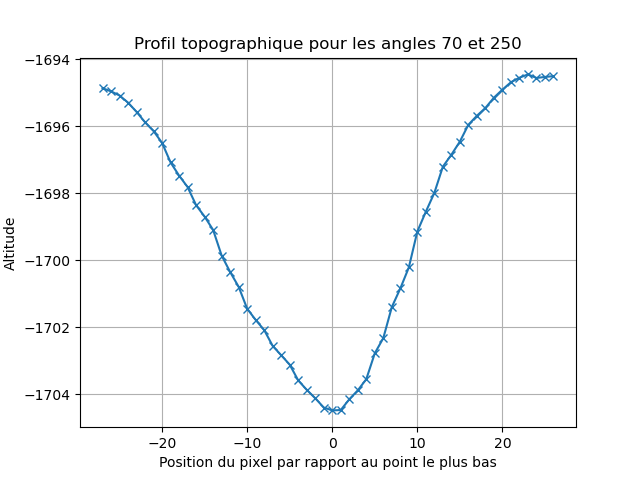 Profil topographique pour les angles 70 et 250
−1694
−1696
−1698
−1700
−1702
−1704
Altitude
−20 −10 0 10 20
Position du pixel par rapport au point le plus bas